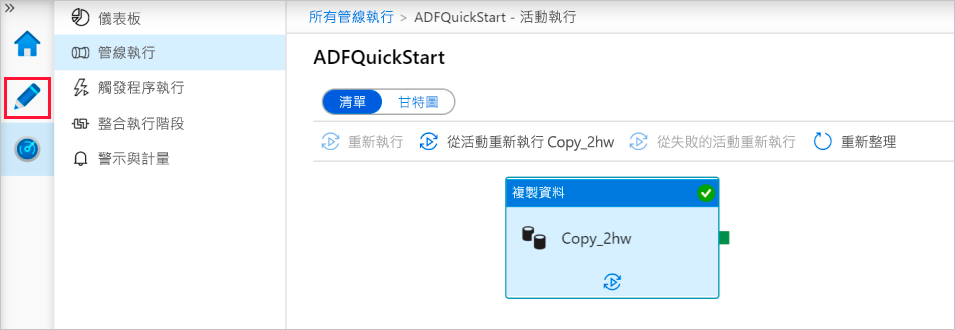 »
儀表板
管線執行
觸發程序執行
整合執行階段
警示與計量
所有管線執行 > ADFQuickStart - 活動執行
ADFQuickStart
清單 甘特圖
重新執行 從活動重新執行 Copy_2hw 從失敗的活動重新執行 重新整理
複製資料
Copy_2hw